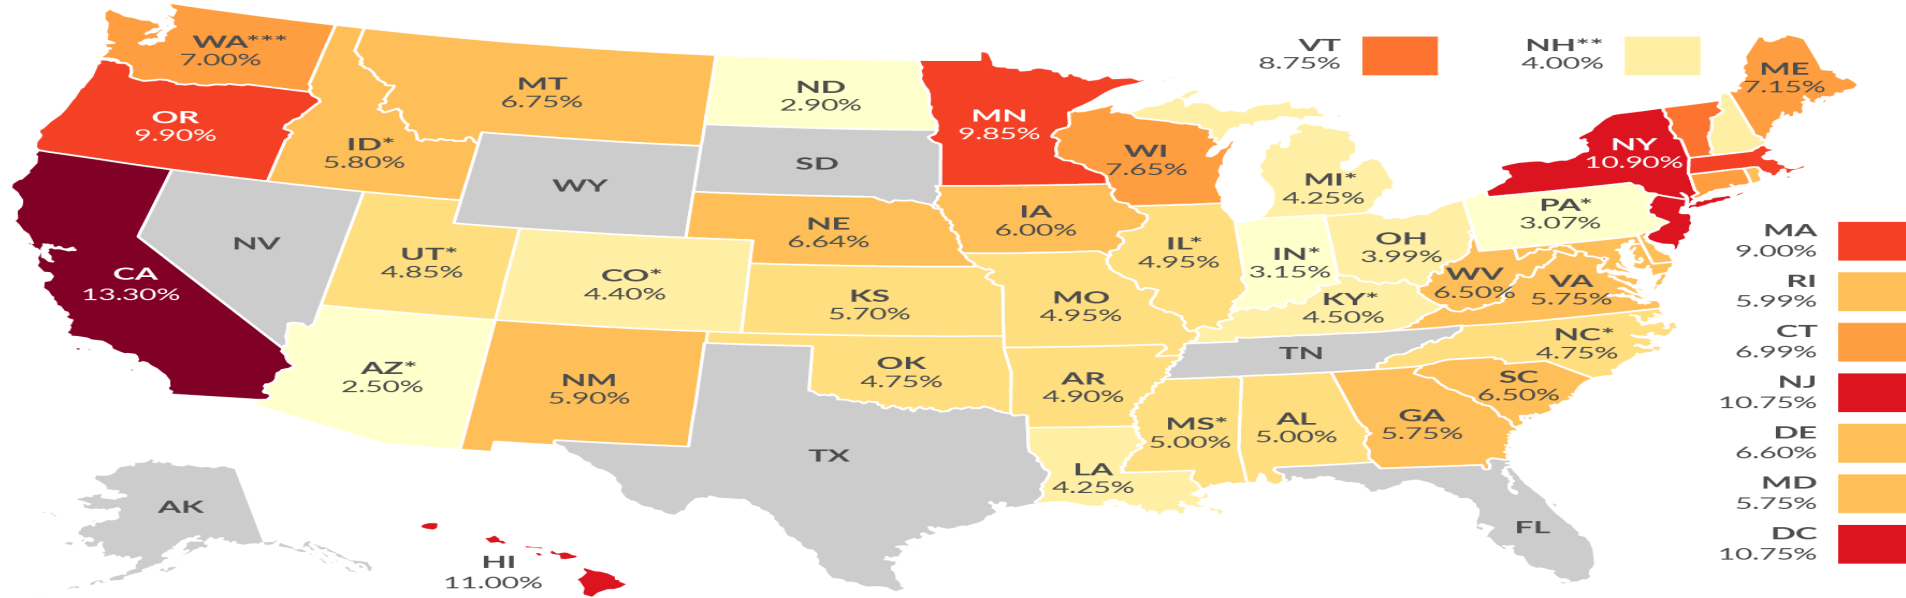 WA***
7.00%
OR
9.90%
CA
13.30%
NV
ID*
5.80%
MT
6.75%
WY
UT*
4.85%
CO*
4.40%
AZ*
2.50%
NM
5.90%
ND
2.90%
SD
NE
6.64%
KS
5.70%
OK
4.75%
TX
MN
9.85%
IA
6.00%
MO
4.95%
AR
4.90%
LA
4.25%
WI
7.65%
IL*
4.95%
MI*
4.25%
IN*
3.15%
OH
3.99%
KY*
4.50%
TN
MS*
5.00%
AL
5.00%
GA
5.75%
FL
SC
6.50%
NC*
4.75%
WV
6.50%
VA
5.75%
PA*
3.07%
NY
10.90%
ME
7.15%
VT
8.75%
NH**
4.00%
MA
9.00%
RI
5.99%
CT
6.99%
NJ
10.75%
DE
6.60%
MD
5.75%
DC
10.75%
AK
HI
11.00%